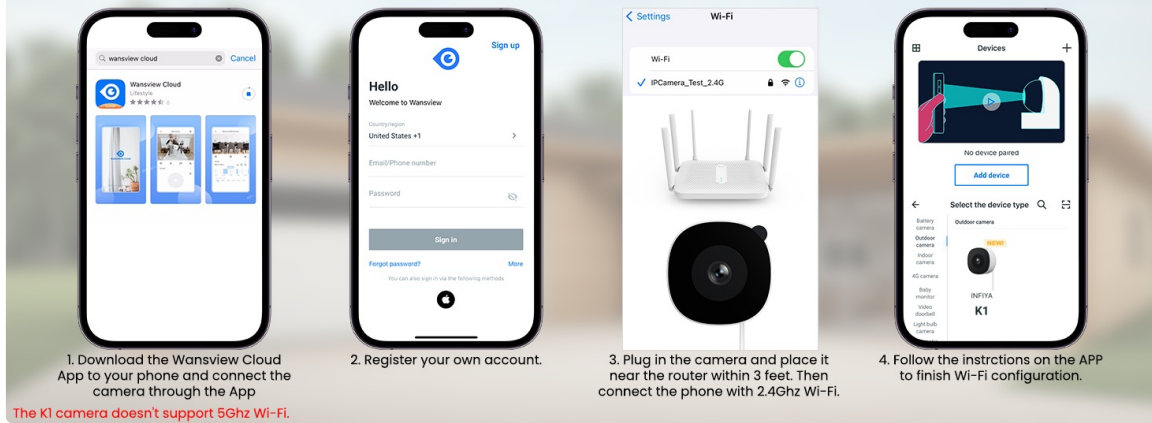 wansview cloud
Cancel
Wansview Cloud
Lifestyle
Sign up
Hello
Welcome to Wansview
Country/region
United States +1
Email/Phone number
Password
Sign in
Forgot password?
More
You can also sign in via the following methods
Settings
Wi-Fi
Wi-Fi
IPCamera_Test_2.4G
Devices
No device paired
Add device
Select the device type
Battery
camera
Outdoor
camera
Indoor
camera
4G camera
Baby
monitor
Video
doorbell
Light bulb
camera
Outdoor camera
NEW!
INFIYA
K1
1. Download the Wansview Cloud
App to your phone and connect the
camera through the App
The K1 camera doesn't support 5Ghz Wi-Fi.
2. Register your own account.
3. Plug in the camera and place it
near the router within 3 feet. Then
connect the phone with 2.4Ghz Wi-Fi.
4. Follow the instrctions on the APP
to finish Wi-Fi configuration.